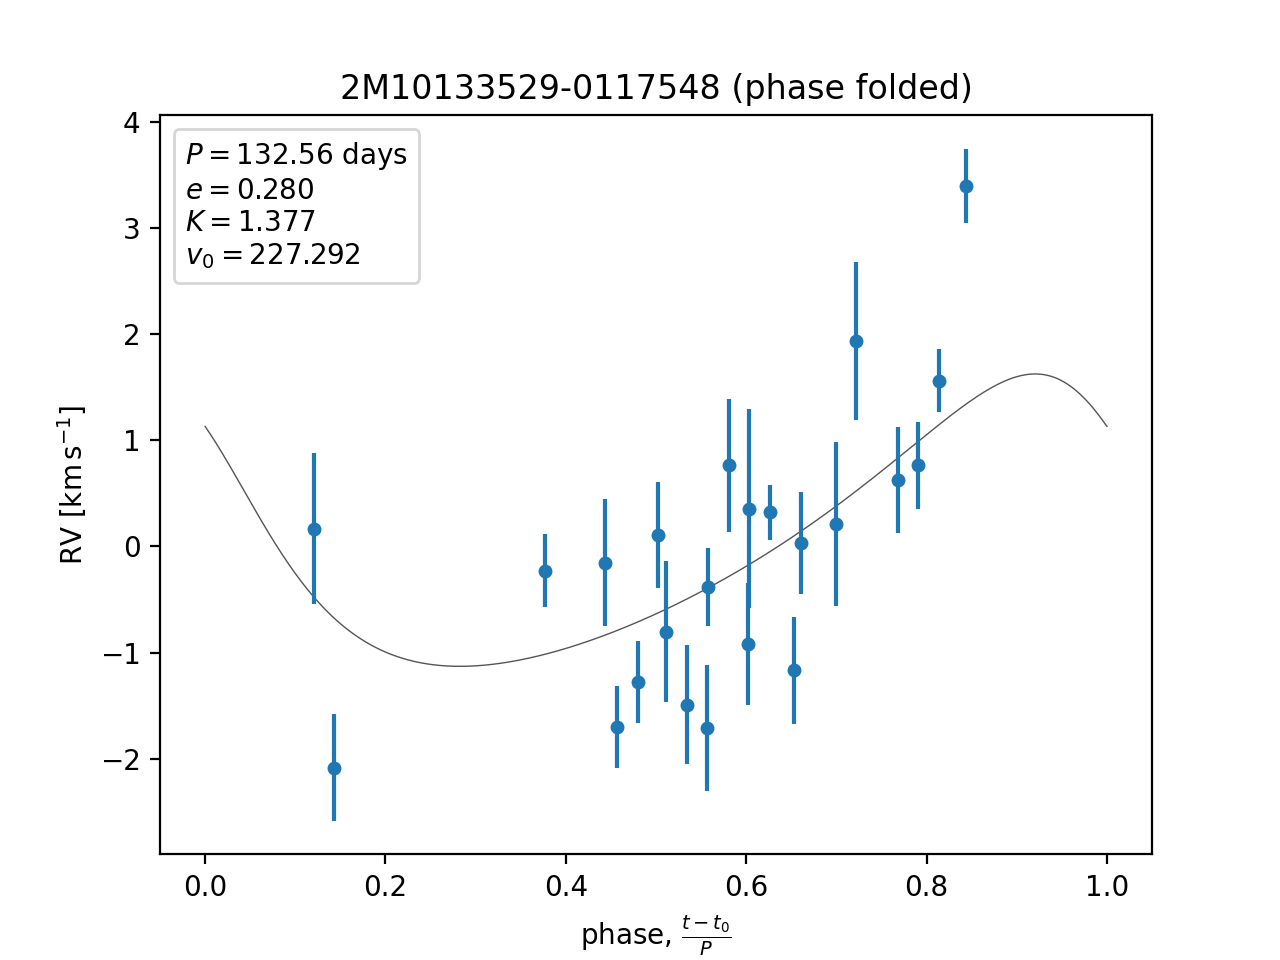 2M10133529-0117548 (phase folded)
P = 132.56 days
e = 0.280
K = 1.377
v₀ = 227.292
RV [km s⁻¹]
4
3
2
1
0
−1
−2
0.0 0.2 0.4 0.6 0.8 1.0
phase, (t − t₀)/P